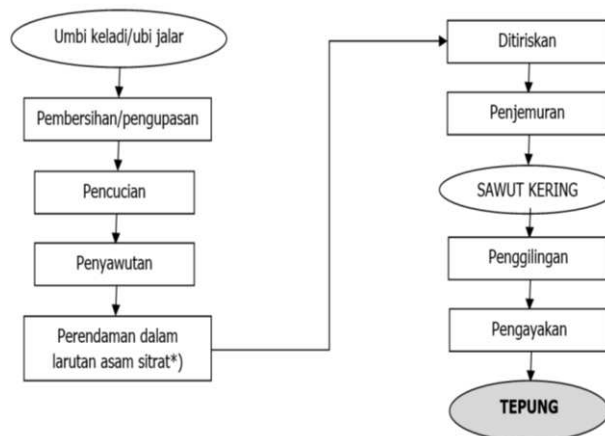 Umbi keladi/ubi jalar
Pembersihan/pengupasan
Pencucian
Penyawutan
Perendaman dalam
larutan asam sitrat*)
Ditiriskan
Penjemuran
SAWUT KERING
Penggilingan
Pengayakan
TEPUNG